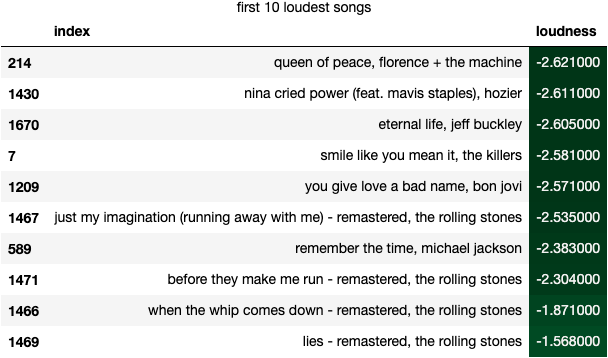 first 10 loudest songs
index loudness
214 queen of peace, florence + the machine -2.621000
1430 nina cried power (feat. mavis staples), hozier -2.611000
1670 eternal life, jeff buckley -2.605000
7 smile like you mean it, the killers -2.581000
1209 you give love a bad name, bon jovi -2.571000
1467 just my imagination (running away with me) - remastered, the rolling stones -2.535000
589 remember the time, michael jackson -2.383000
1471 before they make me run - remastered, the rolling stones -2.304000
1466 when the whip comes down - remastered, the rolling stones -1.871000
1469 lies - remastered, the rolling stones -1.568000